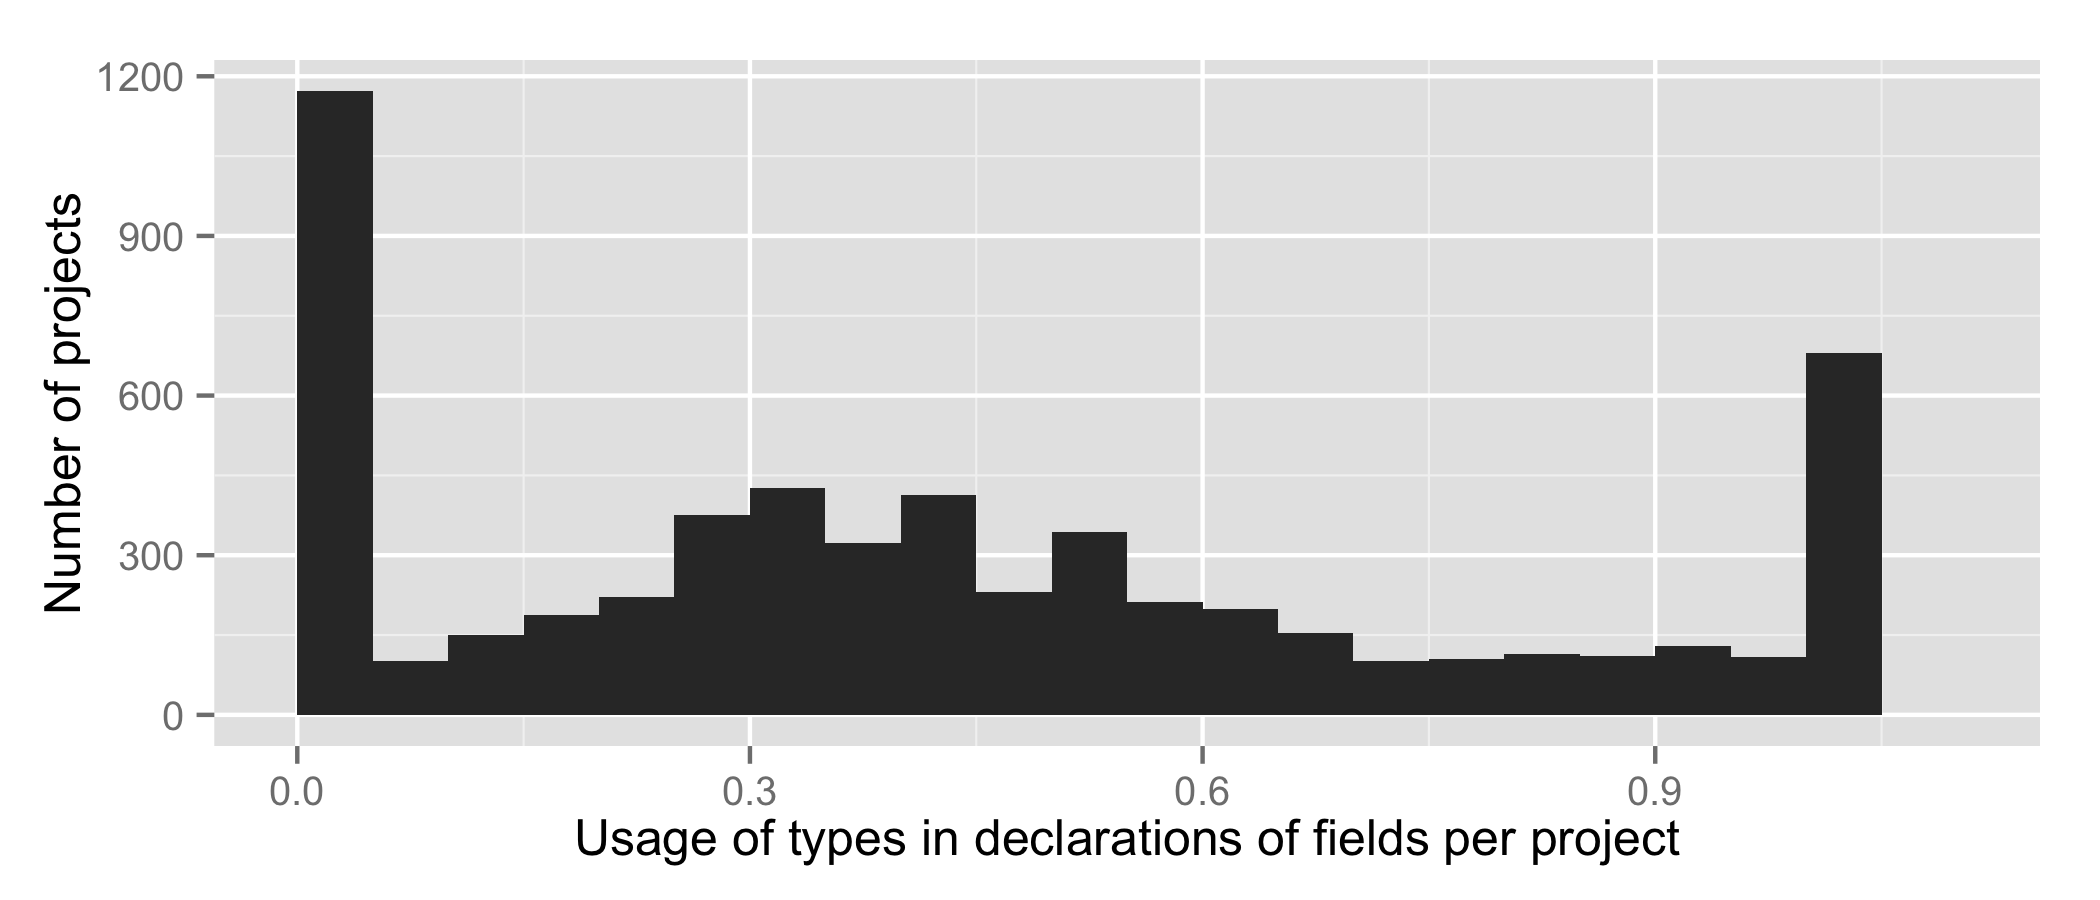 1200
900
600
300
0
Number of projects
0.0 0.3 0.6 0.9
Usage of types in declarations of fields per project